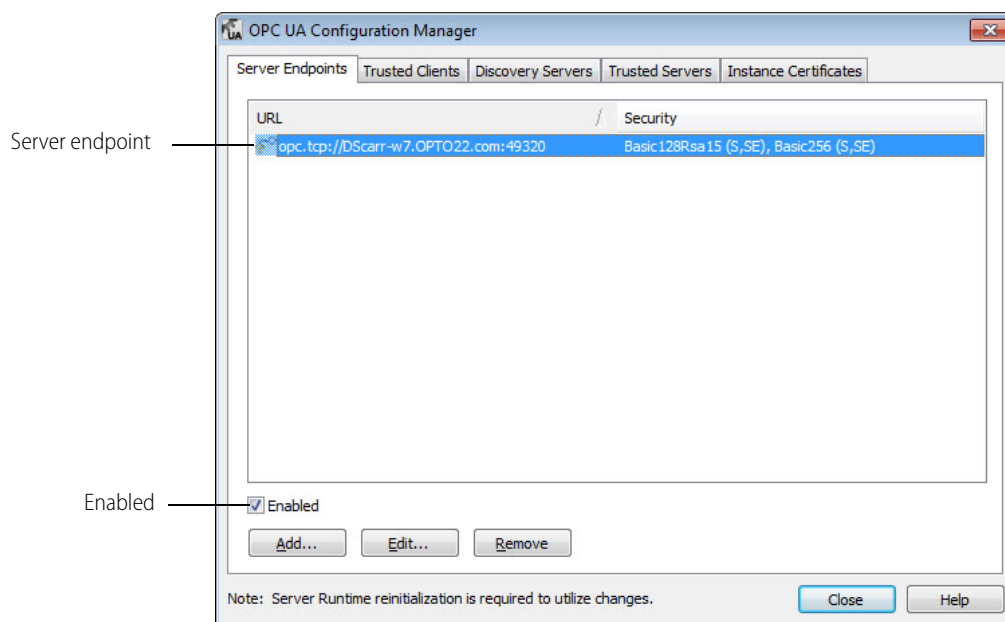 OPC UA Configuration Manager
Server Endpoints Trusted Clients Discovery Servers Trusted Servers Instance Certificates
URL / Security
Server endpoint
opc.tcp://DScarr-w7.OPTO22.com:49320 Basic128Rsa15 (S,SE), Basic256 (S,SE)
Enabled
Enabled
Add... Edit... Remove
Note: Server Runtime reinitialization is required to utilize changes.
Close Help